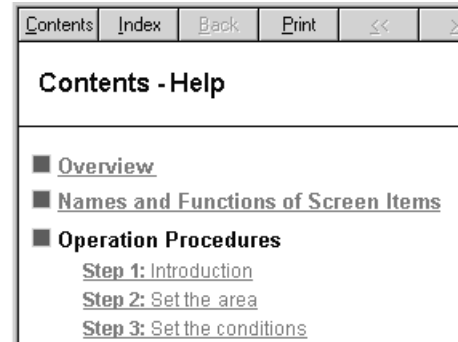 Contents Index Back Print <<
Contents - Help
Overview
Names and Functions of Screen Items
Operation Procedures
Step 1: Introduction
Step 2: Set the area
Step 3: Set the conditions